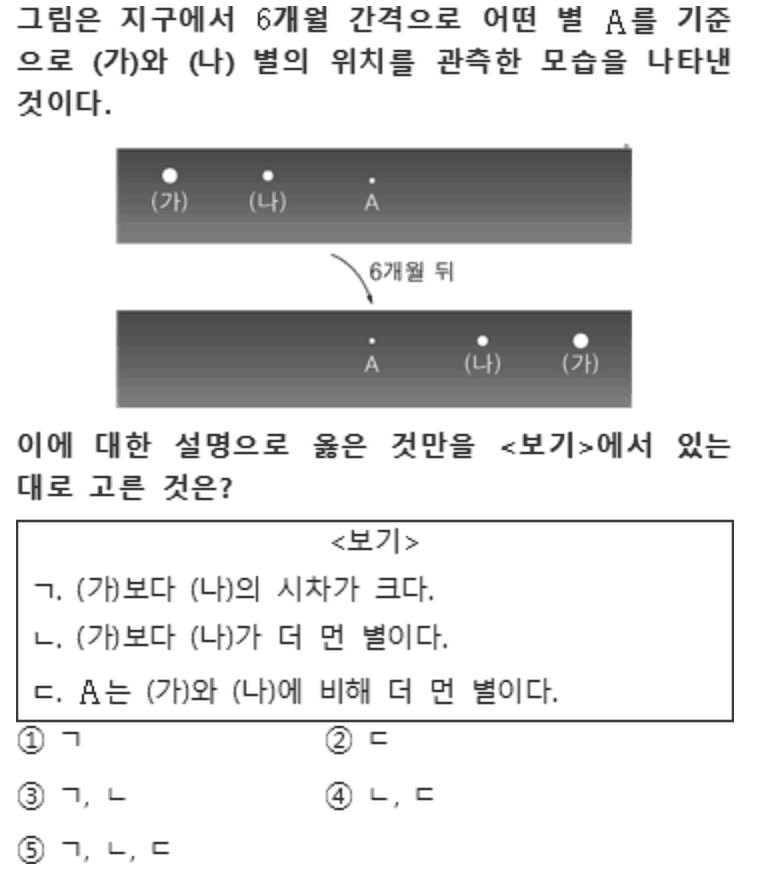 그림은 지구에서 6개월 간격으로 어떤 별 A를 기준
으로 (가)와 (나) 별의 위치를 관측한 모습을 나타낸
것이다.
(가) (나) A
6개월 뒤
A (나) (가)
이에 대한 설명으로 옳은 것만을 <보기>에서 있는
대로 고른 것은?
<보기>
ㄱ. (가)보다 (나)의 시차가 크다.
ㄴ. (가)보다 (나)가 더 먼 별이다.
ㄷ. A는 (가)와 (나)에 비해 더 먼 별이다.
① ㄱ ② ㄷ
③ ㄱ, ㄴ ④ ㄴ, ㄷ
⑤ ㄱ, ㄴ, ㄷ